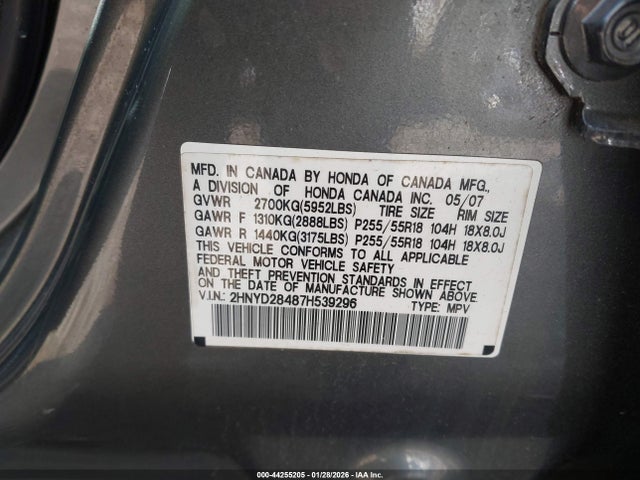 MFD. IN CANADA BY HONDA OF CANADA MFG.,
A DIVISION OF HONDA CANADA INC. 05/07
GVWR 2700KG(5952LBS) TIRE SIZE RIM SIZE
GAWR F 1310KG(2888LBS) P255/55R18 104H 18X8.0J
GAWR R 1440KG(3175LBS) P255/55R18 104H 18X8.0J
THIS VEHICLE CONFORMS TO ALL APPLICABLE
FEDERAL MOTOR VEHICLE SAFETY
AND THEFT PREVENTION STANDARDS IN EFFECT
ON THE DATE OF MANUFACTURE SHOWN ABOVE.
V.I.N.: 2HNYD28487H539296 TYPE: MPV
000-44255205 - 01/28/2026 - IAA Inc.